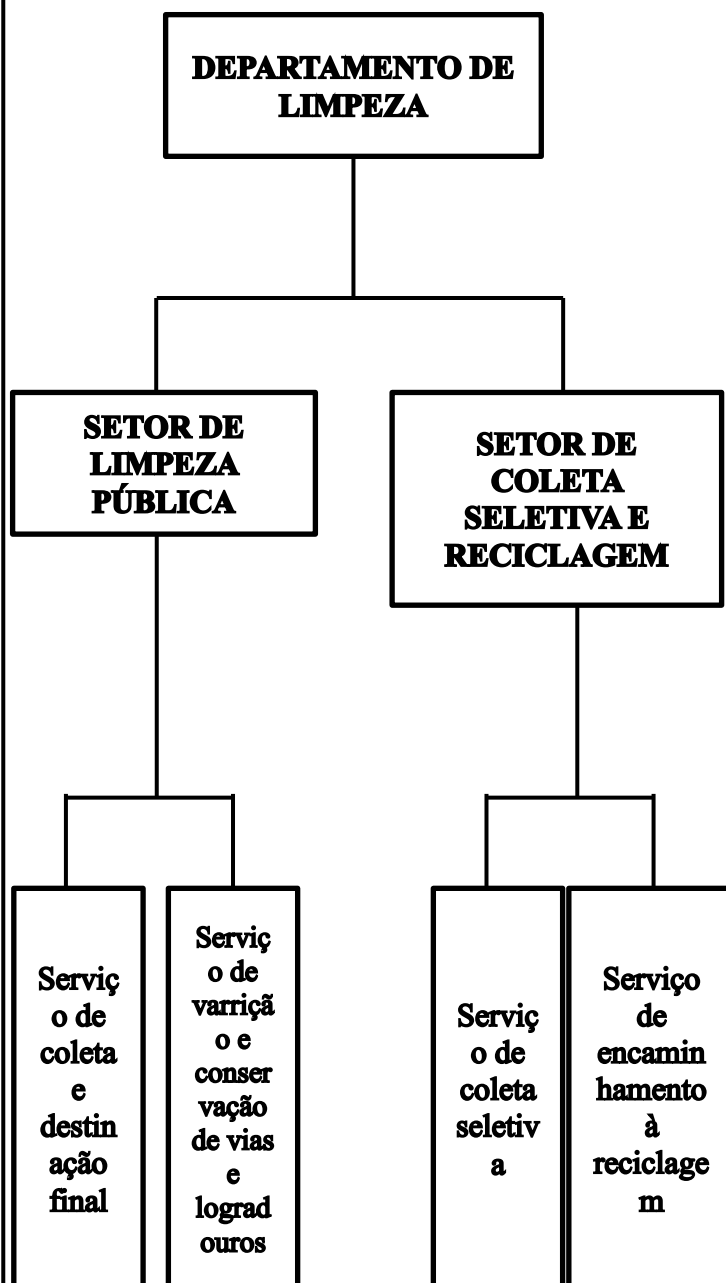 DEPARTAMENTO DE
LIMPEZA
SETOR DE
LIMPEZA
PÚBLICA
SETOR DE
COLETA
SELETIVA E
RECICLAGEM
Serviç
o de
coleta
e
destin
ação
final
Serviç
o de
varriçã
o e
conser
vação
de vias
e
lograd
ouros
Serviç
o de
coleta
seletiv
a
Serviço
de
encamin
hamento
à
reciclage
m